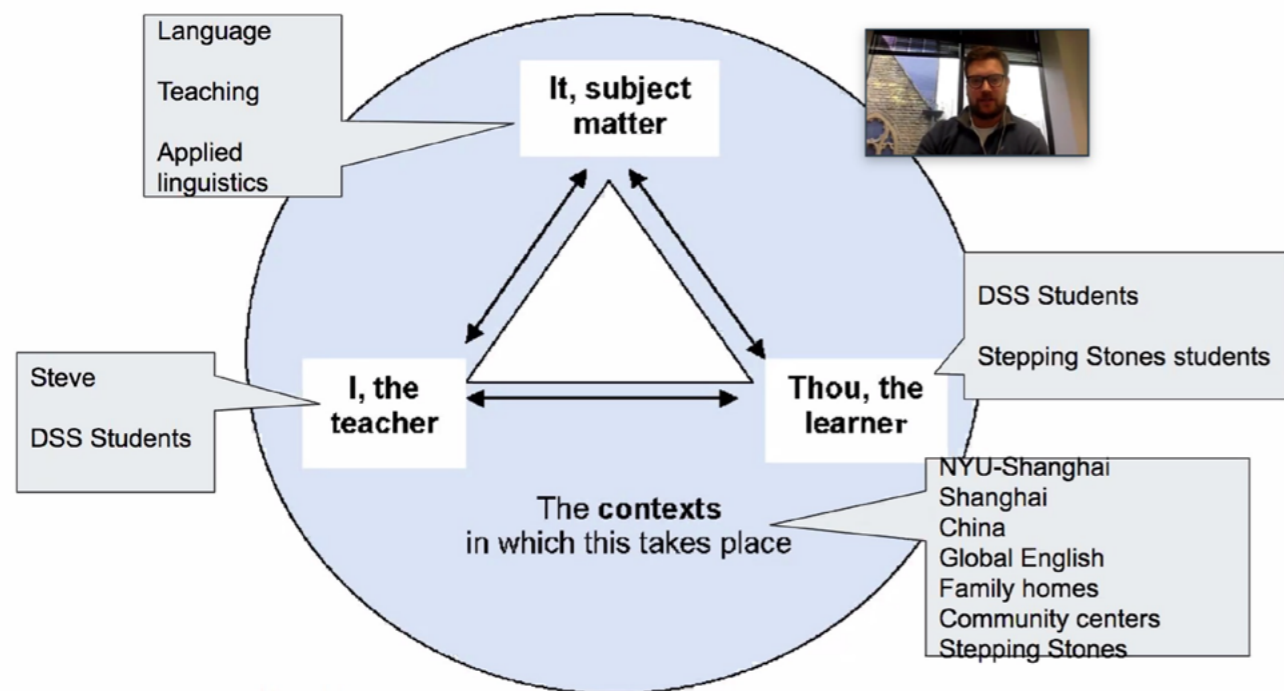 Language
Teaching
Applied
linguistics
It, subject
matter
DSS Students
Stepping Stones students
Steve
DSS Students
I, the
teacher
Thou, the
learner
The contexts
in which this takes place
NYU-Shanghai
Shanghai
China
Global English
Family homes
Community centers
Stepping Stones